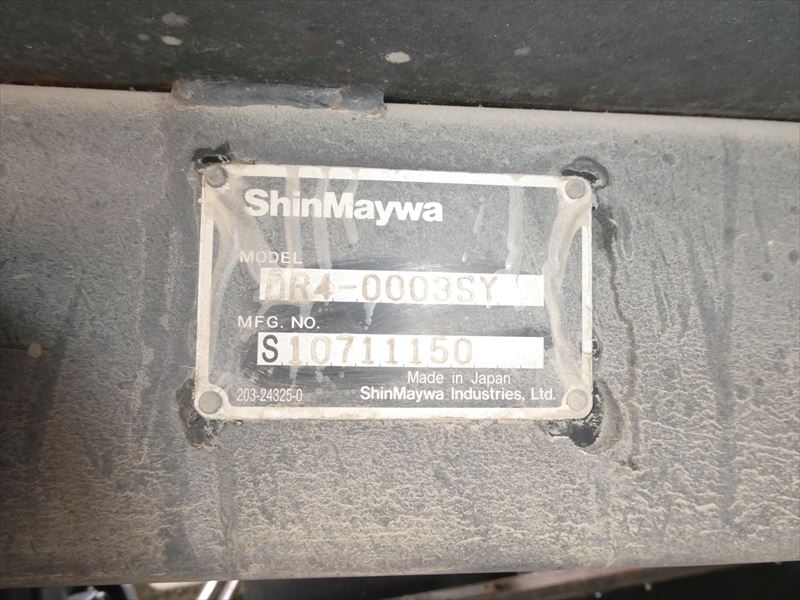 ShinMaywa
MODEL
DR4-0003SY
MFG. NO.
S10711150
Made in Japan
203-24325-0 ShinMaywa Industries, Ltd.